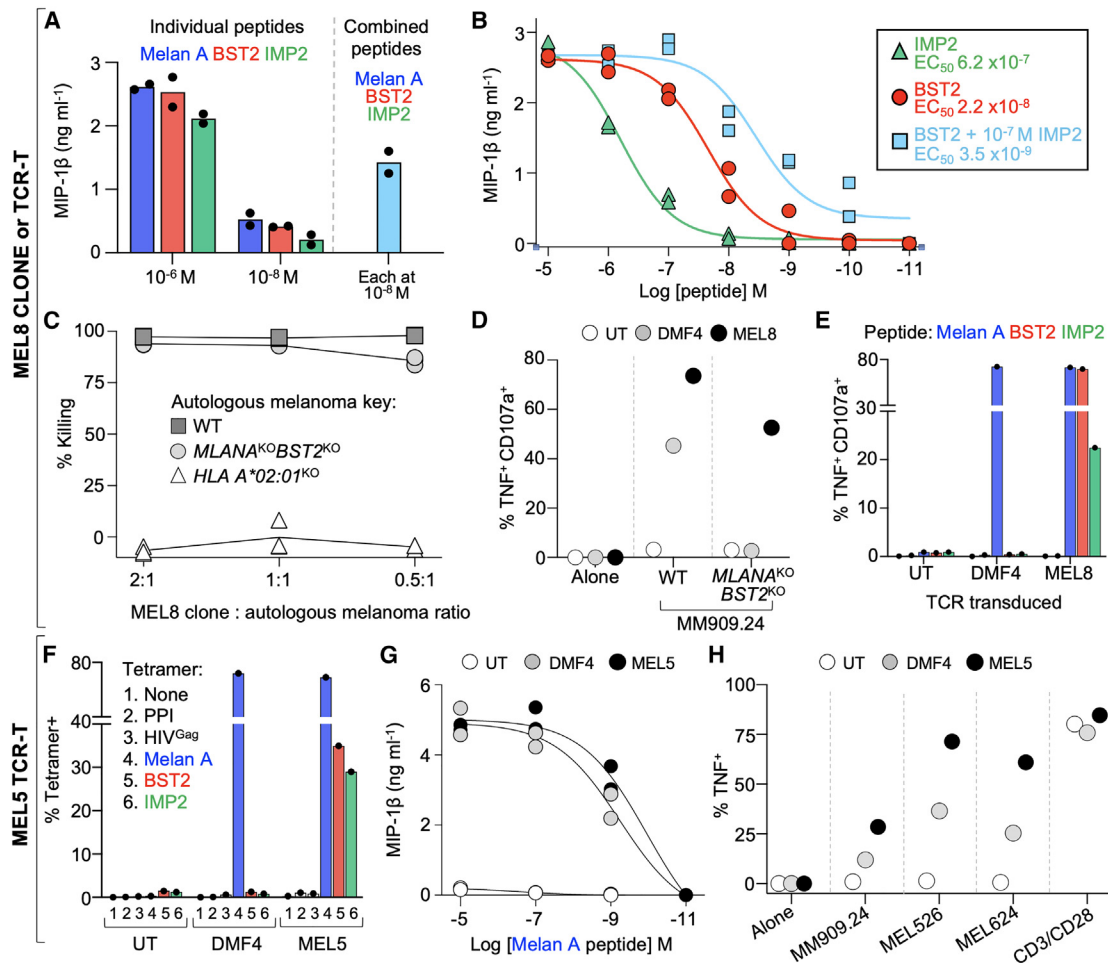 MEL8 CLONE or TCR-T
A
Individual peptides
Melan A BST2 IMP2
Combined
peptides
Melan A
BST2
IMP2
MIP-1β (ng ml⁻¹)
3
2
1
0
10⁻⁶ M
10⁻⁸ M
Each at
10⁻⁸ M
B
MIP-1β (ng ml⁻¹)
3
2
1
0
-5 -6 -7 -8 -9 -10 -11
Log [peptide] M
IMP2
EC₅₀ 6.2 x10⁻⁷
BST2
EC₅₀ 2.2 x10⁻⁸
BST2 + 10⁻⁷ M IMP2
EC₅₀ 3.5 x10⁻⁹
C
% Killing
100
75
50
25
0
Autologous melanoma key:
WT
MLANAᴷᴼBST2ᴷᴼ
HLA A*02:01ᴷᴼ
2:1 1:1 0.5:1
MEL8 clone : autologous melanoma ratio
D
UT DMF4 MEL8
% TNF⁺ CD107a⁺
80
60
40
20
0
Alone
WT
MLANAᴷᴼ
BST2ᴷᴼ
MM909.24
E
Peptide: Melan A BST2 IMP2
% TNF⁺ CD107a⁺
80
30
20
10
0
UT DMF4 MEL8
TCR transduced
MEL5 TCR-T
F
% Tetramer+
80
40
80
30
20
10
0
Tetramer:
1. None
2. PPI
3. HIVᴳᵃᵍ
4. Melan A
5. BST2
6. IMP2
1 2 3 4 5 6 1 2 3 4 5 6 1 2 3 4 5 6
UT DMF4 MEL5
G
UT DMF4 MEL5
MIP-1β (ng ml⁻¹)
6
4
2
0
-5 -7 -9 -11
Log [Melan A peptide] M
H
UT DMF4 MEL5
% TNF⁺
100
75
50
25
0
Alone
MM909.24
MEL526
MEL624
CD3/CD28